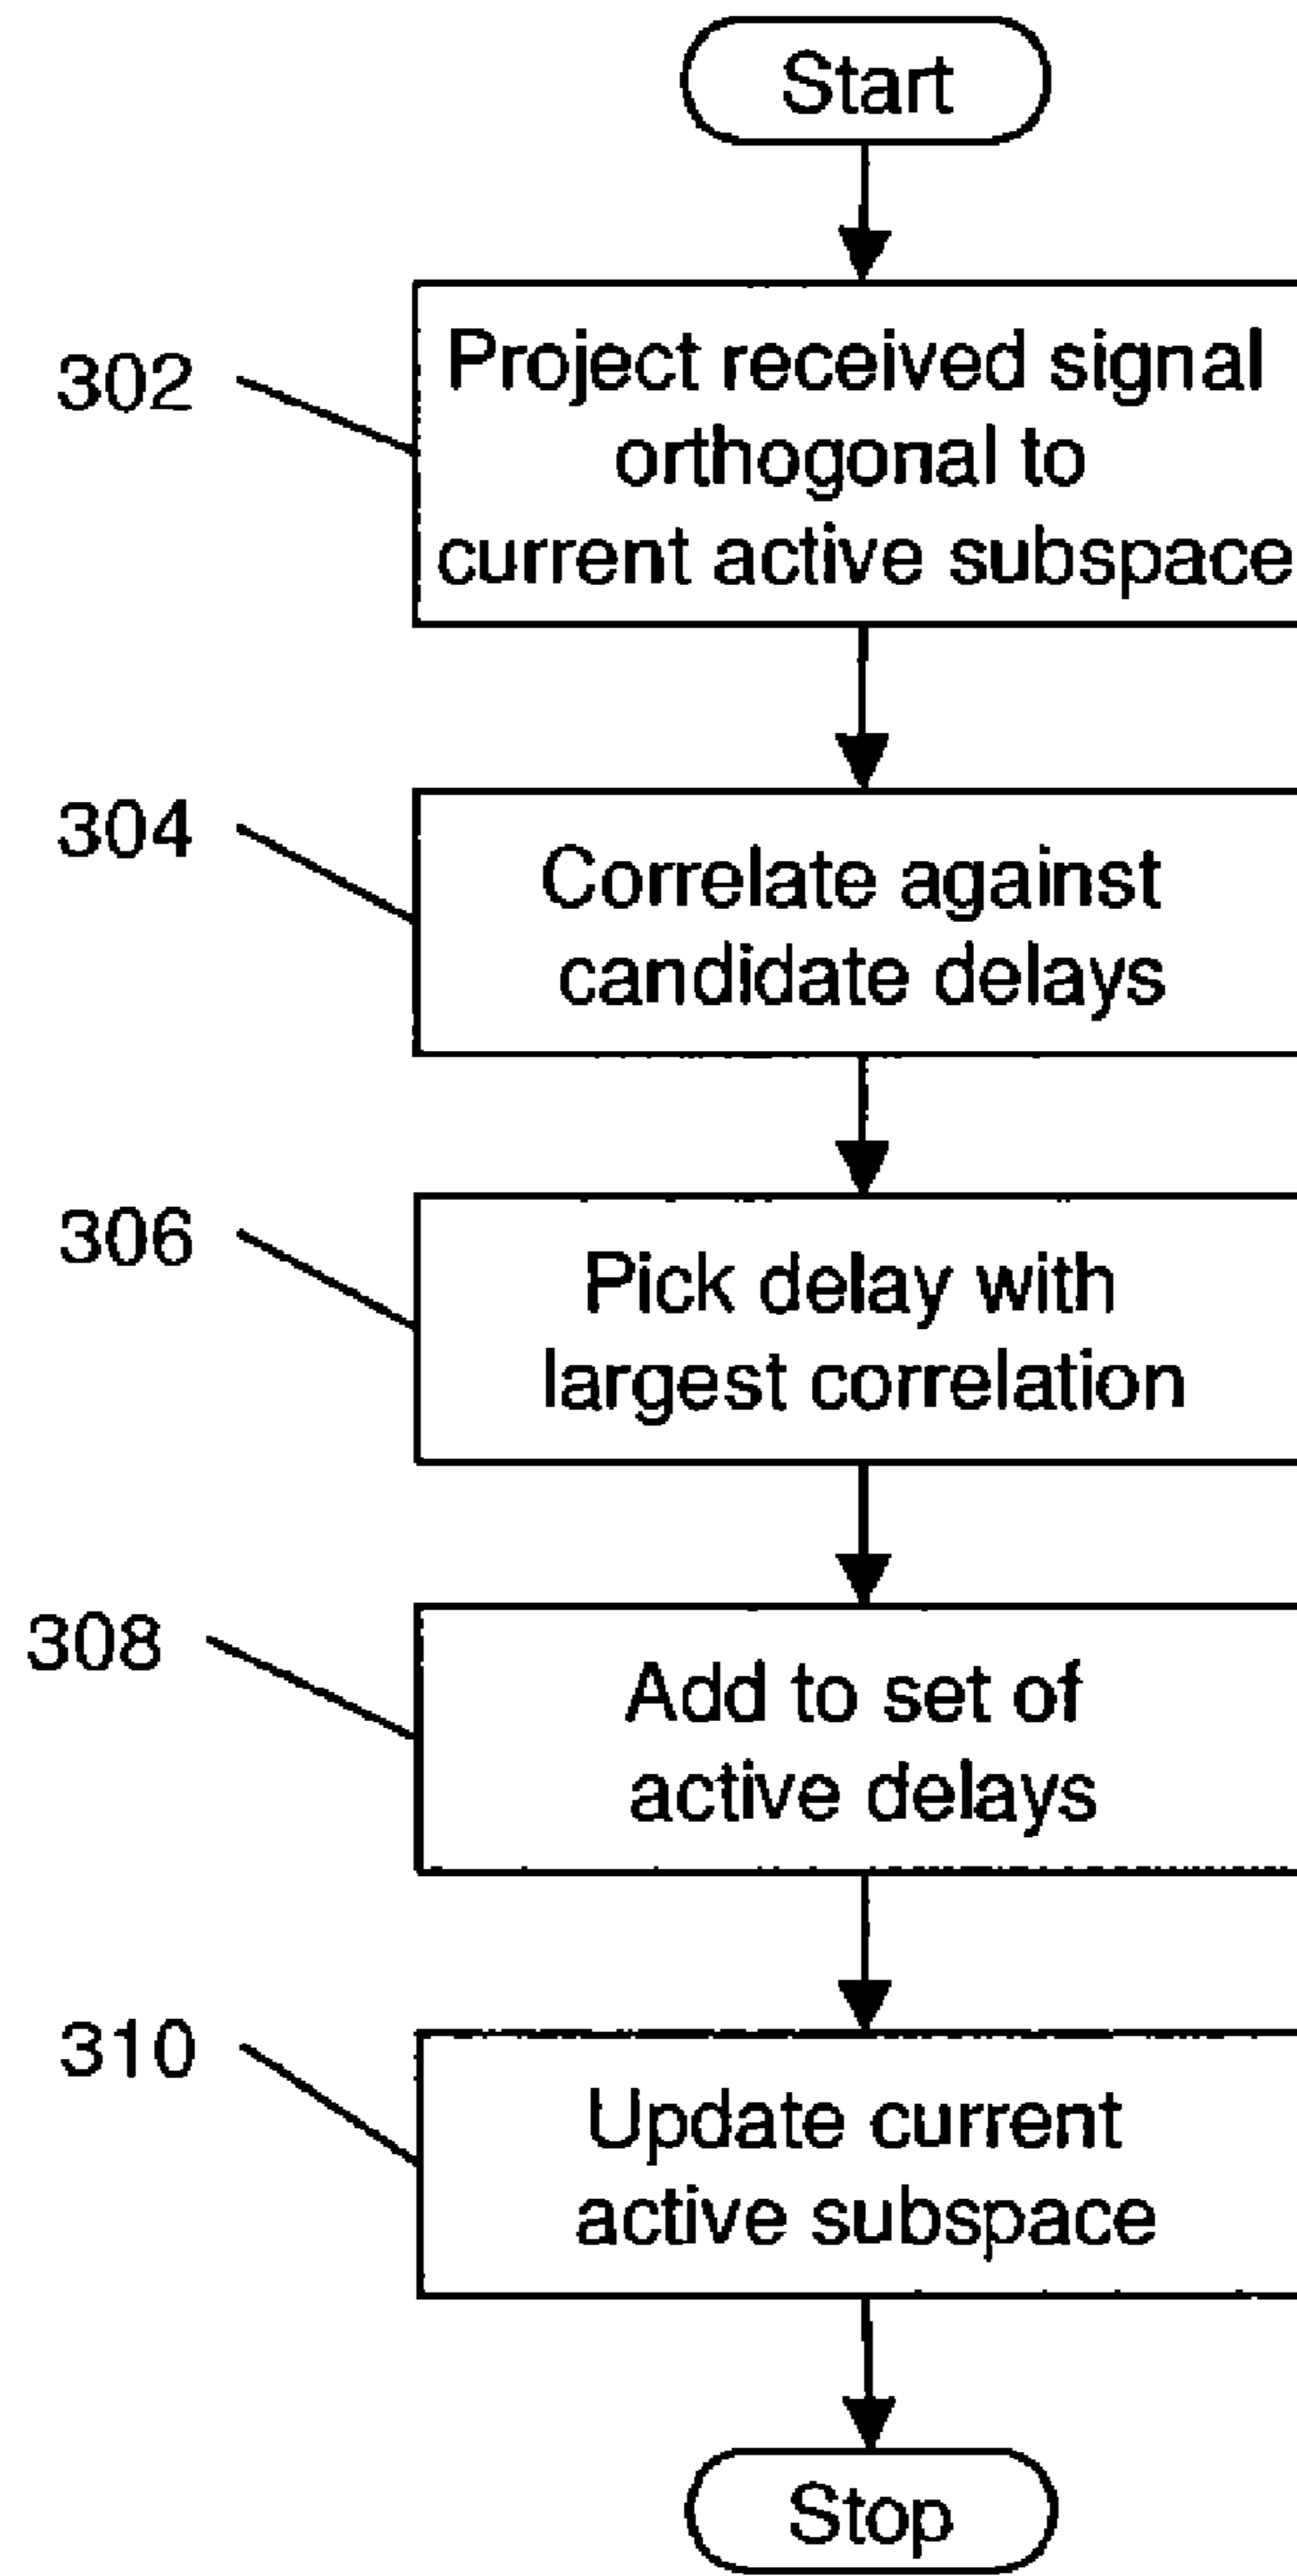 Start
302
Project received signal
orthogonal to
current active subspace
304
Correlate against
candidate delays
306
Pick delay with
largest correlation
308
Add to set of
active delays
310
Update current
active subspace
Stop